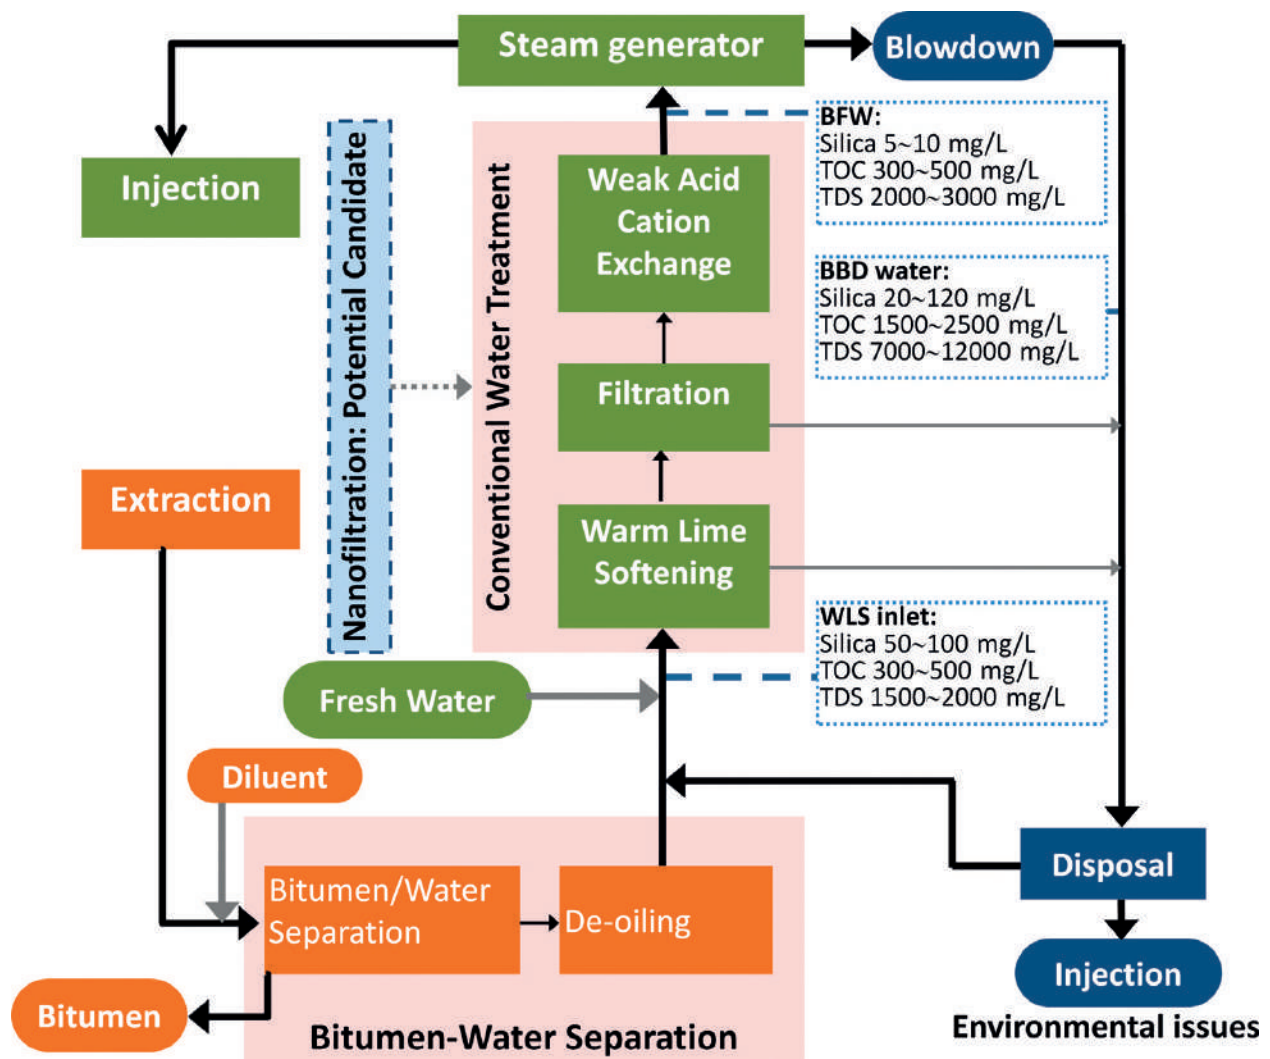 Steam generator
Blowdown
Injection
Nanofiltration: Potential Candidate
Conventional Water Treatment
Weak Acid
Cation
Exchange
BFW:
Silica 5~10 mg/L
TOC 300~500 mg/L
TDS 2000~3000 mg/L
BBD water:
Silica 20~120 mg/L
TOC 1500~2500 mg/L
TDS 7000~12000 mg/L
Filtration
Extraction
Warm Lime
Softening
WLS inlet:
Silica 50~100 mg/L
TOC 300~500 mg/L
TDS 1500~2000 mg/L
Fresh Water
Diluent
Bitumen/Water
Separation
De-oiling
Disposal
Bitumen
Injection
Bitumen-Water Separation
Environmental issues